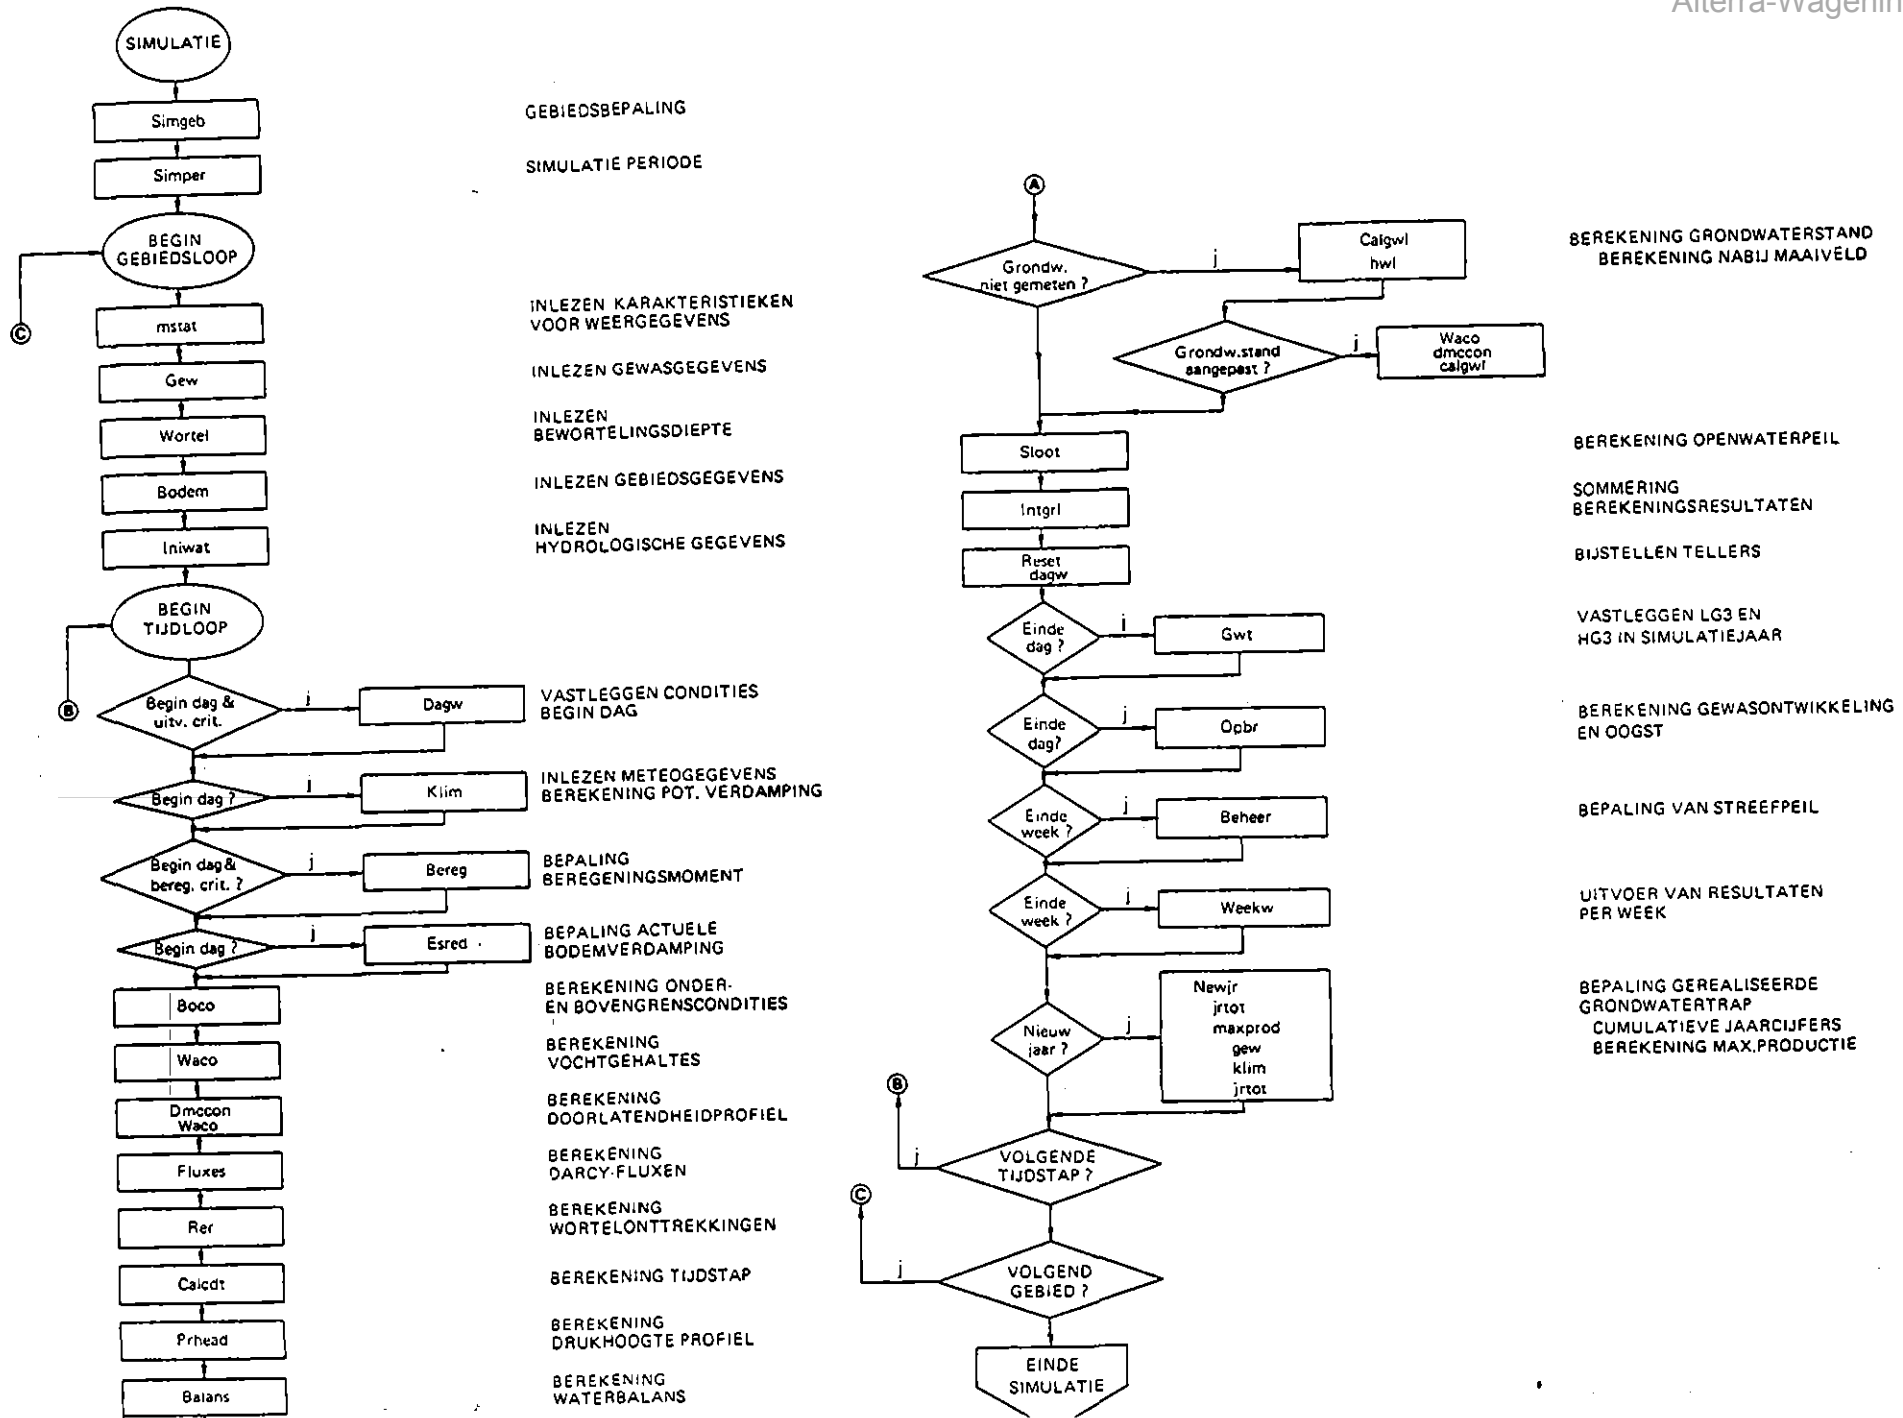 Alterra-Wagenin
SIMULATIE
Simgeb
GEBIEDSBEPALING
Simper
SIMULATIE PERIODE
BEGIN
GEBIEDSLOOP
C
mstat
INLEZEN KARAKTERISTIEKEN
VOOR WEERGEGEVENS
Gew
INLEZEN GEWASGEGEVENS
Wortel
INLEZEN
BEWORTELINGSDIEPTE
Bodem
INLEZEN GEBIEDSGEGEVENS
Iniwat
INLEZEN
HYDROLOGISCHE GEGEVENS
BEGIN
TIJDLOOP
B
Begin dag &
uitv. crit.
j
Dagw
VASTLEGGEN CONDITIES
BEGIN DAG
Begin dag ?
j
Klim
INLEZEN METEOGEGEVENS
BEREKENING POT. VERDAMPING
Begin dag &
bereg. crit. ?
j
Bereg
BEPALING
BEREGENINGSMOMENT
Begin dag ?
j
Esred
BEPALING ACTUELE
BODEMVERDAMPING
Boco
BEREKENING ONDER-
EN BOVENGRENSCONDITIES
Waco
BEREKENING
VOCHTGEHALTES
Dmccon
Waco
BEREKENING
DOORLATENDHEIDPROFIEL
Fluxes
BEREKENING
DARCY-FLUXEN
Rer
BEREKENING
WORTELONTTREKKINGEN
Calcdt
BEREKENING TIJDSTAP
Prhead
BEREKENING
DRUKHOOGTE PROFIEL
Balans
BEREKENING
WATERBALANS
A
Grondw.
niet gemeten ?
j
Calgwl
hwl
BEREKENING GRONDWATERSTAND
BEREKENING NABIJ MAAIVELD
Grondw.stand
aangepast ?
j
Waco
dmccon
calgwl
Sloot
BEREKENING OPENWATERPEIL
Intgrl
SOMMERING
BEREKENINGSRESULTATEN
Reset
dagw
BIJSTELLEN TELLERS
Einde
dag ?
j
Gwt
VASTLEGGEN LG3 EN
HG3 IN SIMULATIEJAAR
Einde
dag?
j
Opbr
BEREKENING GEWASONTWIKKELING
EN OOGST
Einde
week ?
j
Beheer
BEPALING VAN STREEFPEIL
Einde
week ?
j
Weekw
UITVOER VAN RESULTATEN
PER WEEK
Nieuw
jaar ?
j
Newjr
jrtot
maxprod
gew
klim
jrtot
BEPALING GEREALISEERDE
GRONDWATERTRAP
CUMULATIEVE JAARCIJFERS
BEREKENING MAX.PRODUCTIE
B
j
VOLGENDE
TIJDSTAP ?
C
j
VOLGEND
GEBIED ?
EINDE
SIMULATIE